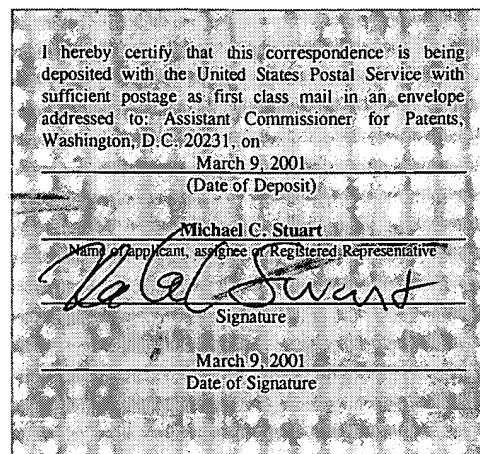 I hereby certify that this correspondence is being
deposited with the United States Postal Service with
sufficient postage as first class mail in an envelope
addressed to: Assistant Commissioner for Patents,
Washington, D.C. 20231, on
March 9, 2001
(Date of Deposit)
Michael C. Stuart
Name of applicant, assignee or Registered Representative
Signature
March 9, 2001
Date of Signature